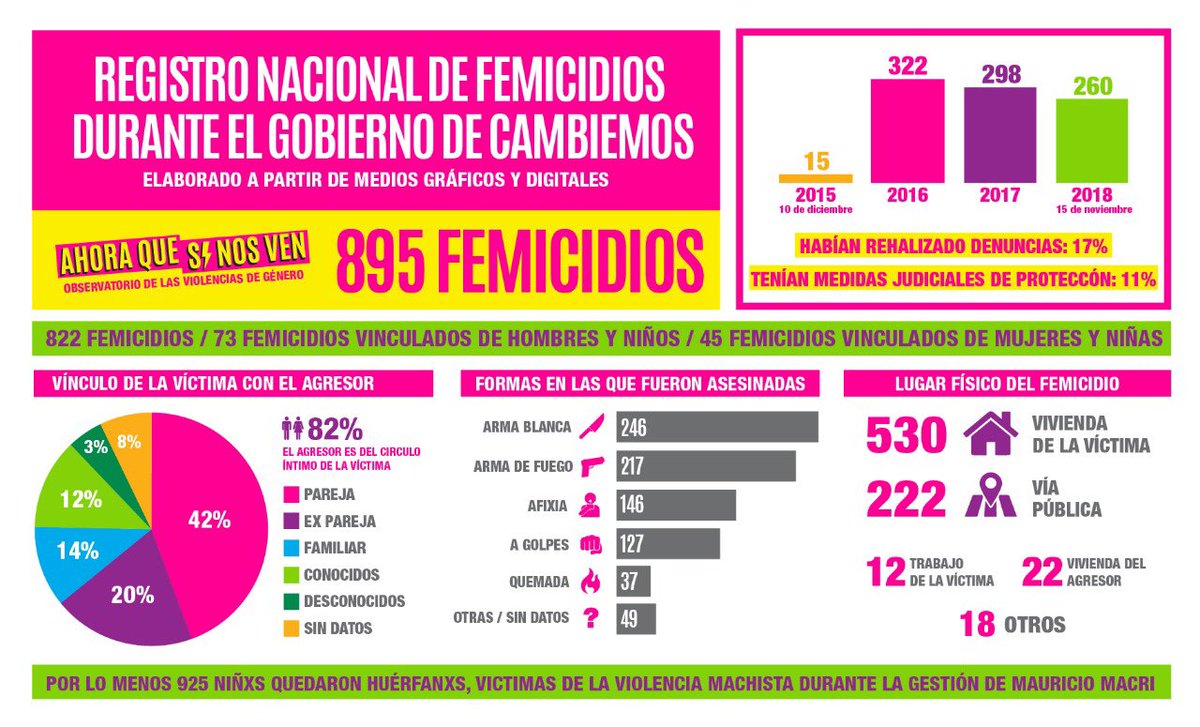 REGISTRO NACIONAL DE FEMICIDIOS
DURANTE EL GOBIERNO DE CAMBIEMOS
ELABORADO A PARTIR DE MEDIOS GRÁFICOS Y DIGITALES
AHORA QUE SI NOS VEN
OBSERVATORIO DE LAS VIOLENCIAS DE GÉNERO
895 FEMICIDIOS
15
322
298
260
2015
2016
2017
2018
10 de diciembre
15 de noviembre
HABÍAN REHALIZADO DENUNCIAS: 17%
TENÍAN MEDIDAS JUDICIALES DE PROTECCÓN: 11%
822 FEMICIDIOS / 73 FEMICIDIOS VINCULADOS DE HOMBRES Y NIÑOS / 45 FEMICIDIOS VINCULADOS DE MUJERES Y NIÑAS
VÍNCULO DE LA VÍCTIMA CON EL AGRESOR
42%
20%
14%
12%
3%
8%
82%
EL AGRESOR ES DEL CIRCULO
ÍNTIMO DE LA VÍCTIMA
PAREJA
EX PAREJA
FAMILIAR
CONOCIDOS
DESCONOCIDOS
SIN DATOS
FORMAS EN LAS QUE FUERON ASESINADAS
ARMA BLANCA 246
ARMA DE FUEGO 217
AFIXIA 146
A GOLPES 127
QUEMADA 37
OTRAS / SIN DATOS ? 49
LUGAR FÍSICO DEL FEMICIDIO
530 VIVIENDA
DE LA VÍCTIMA
222 VÍA
PÚBLICA
12 TRABAJO
DE LA VÍCTIMA
22 VIVIENDA DEL
AGRESOR
18 OTROS
POR LO MENOS 925 NIÑXS QUEDARON HUÉRFANXS, VICTIMAS DE LA VIOLENCIA MACHISTA DURANTE LA GESTIÓN DE MAURICIO MACRI